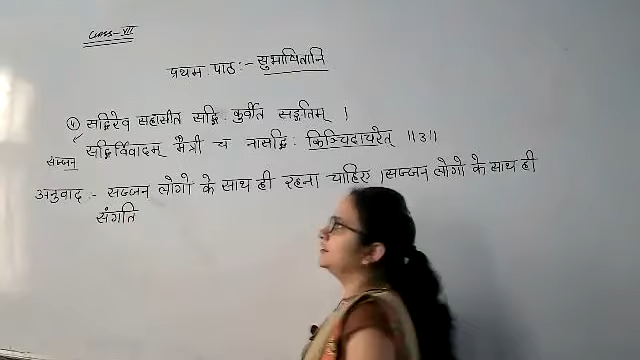 Class - VII
प्रथम पाठ :- सुभाषितानि
④ सद्भिरेव सहासीत सद्भि: कुर्वीत सङ्गतिम् ।
सद्भिर्विवादम् मैत्री च नासद्भि: किञ्चिदाचरेत् ||3||
सज्जन
अनुवाद :- सज्जन लोगो के साथ ही रहना चाहिए । सज्जन लोगो के साथ ही
संगति